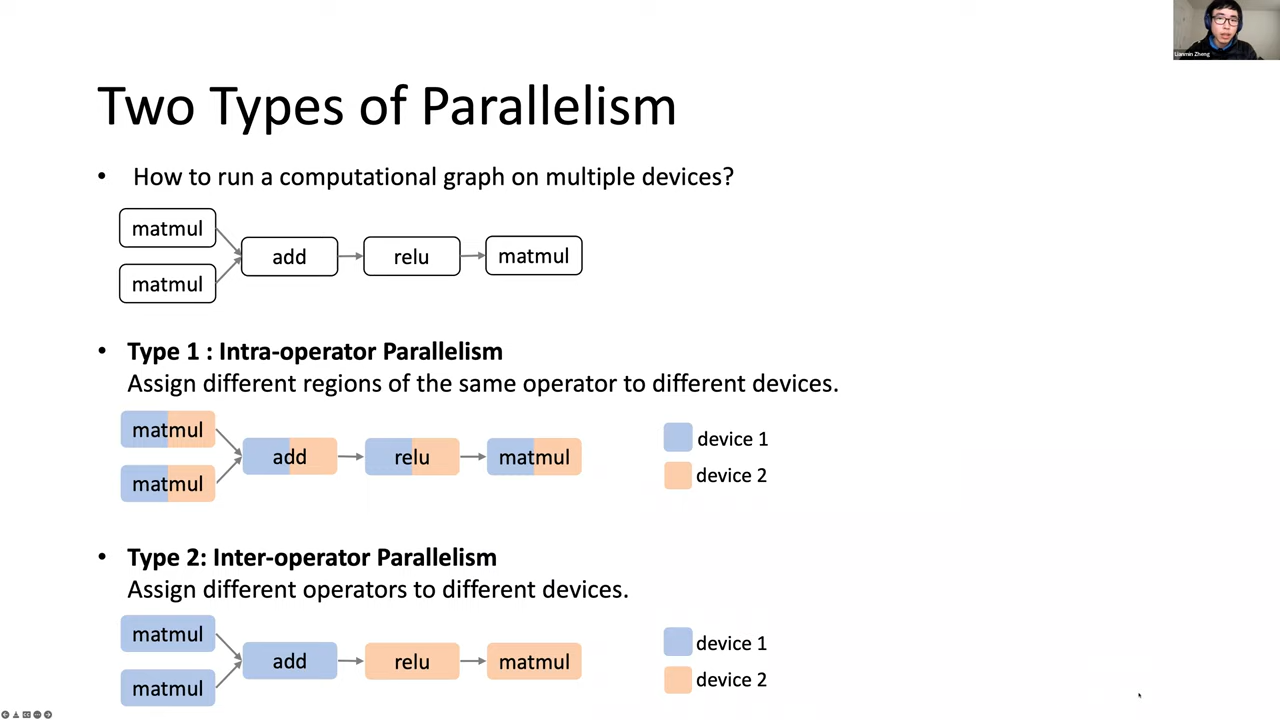 Lianmin Zheng
Two Types of Parallelism
• How to run a computational graph on multiple devices?
matmul
matmul
add
relu
matmul
• Type 1 : Intra-operator Parallelism
Assign different regions of the same operator to different devices.
matmul
matmul
add
relu
matmul
device 1
device 2
• Type 2: Inter-operator Parallelism
Assign different operators to different devices.
matmul
matmul
add
relu
matmul
device 1
device 2